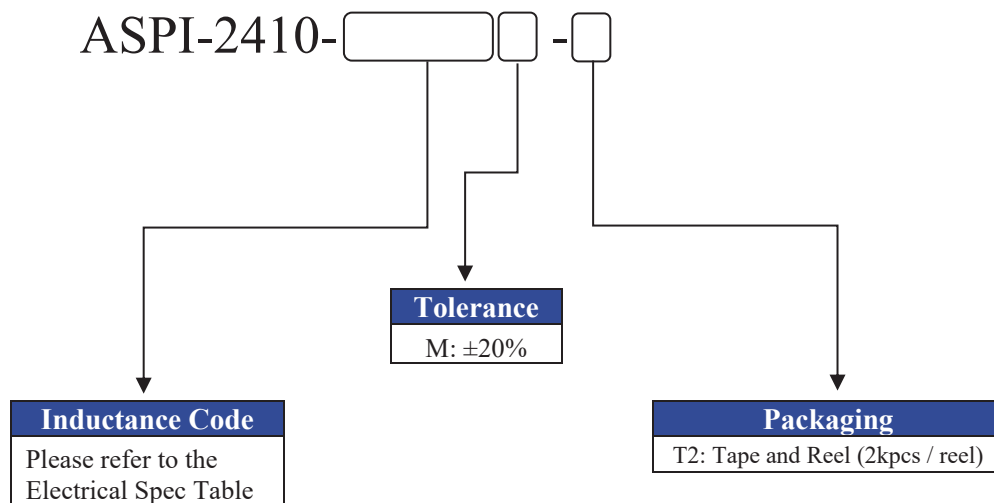 ASPI-2410- -
Tolerance
M: ±20%
Inductance Code
Please refer to the
Electrical Spec Table
Packaging
T2: Tape and Reel (2kpcs / reel)